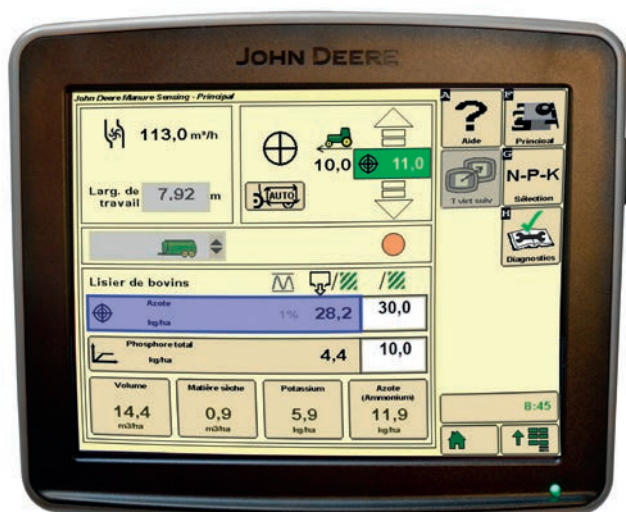 JOHN DEERE
John Deere Manure Sensing - Principal
113,0 m³/h
10,0
11,0
Larg. de
travail
7,92 m
AUTO
Lisier de bovins
Azote
kg/ha
1%
28,2
30,0
Phosphore total
kg/ha
4,4
10,0
Volume
14,4
m3/ha
Matière sèche
0,9
m3/ha
Potassium
5,9
kg/ha
Azote
(Ammonium)
11,9
kg/ha
A
?
Aide
F
Principal
T virt suiv
G
N-P-K
Sélection
H
Diagnostics
8:45